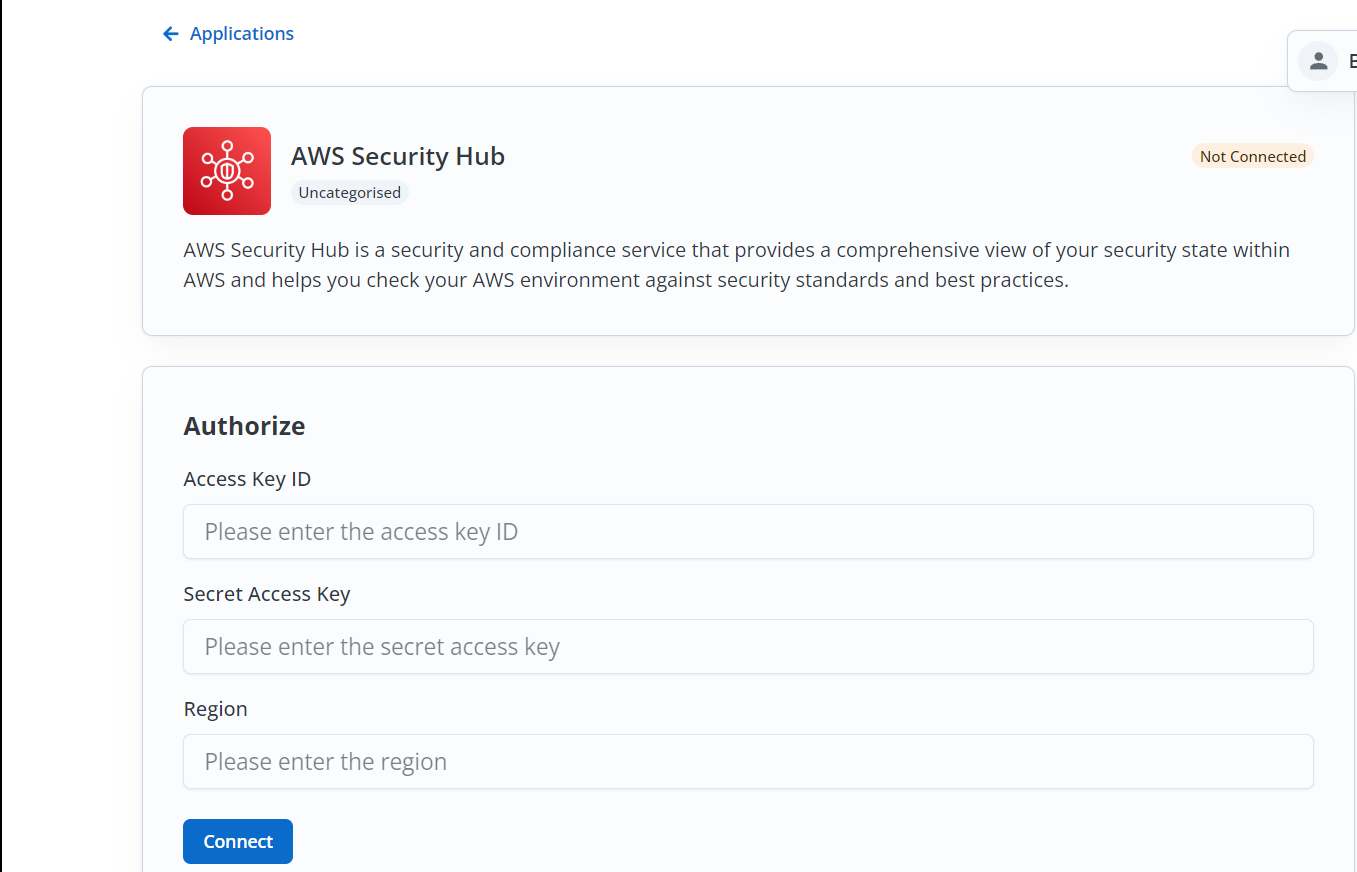 Applications
AWS Security Hub
Not Connected
Uncategorised
AWS Security Hub is a security and compliance service that provides a comprehensive view of your security state within
AWS and helps you check your AWS environment against security standards and best practices.
Authorize
Access Key ID
Please enter the access key ID
Secret Access Key
Please enter the secret access key
Region
Please enter the region
Connect